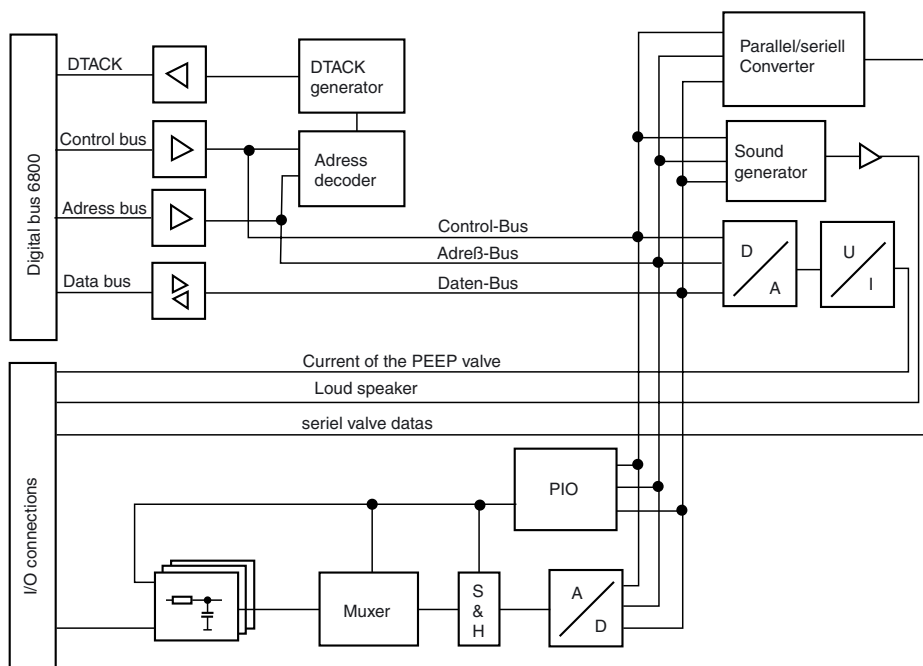 Digital bus 6800
DTACK
Control bus
Adress bus
Data bus
DTACK
generator
Adress
decoder
Parallel/seriell
Converter
Sound
generator
Control-Bus
Adreß-Bus
Daten-Bus
D
A
U
I
I/O connections
Current of the PEEP valve
Loud speaker
seriel valve datas
PIO
Muxer
S
&
H
A
D